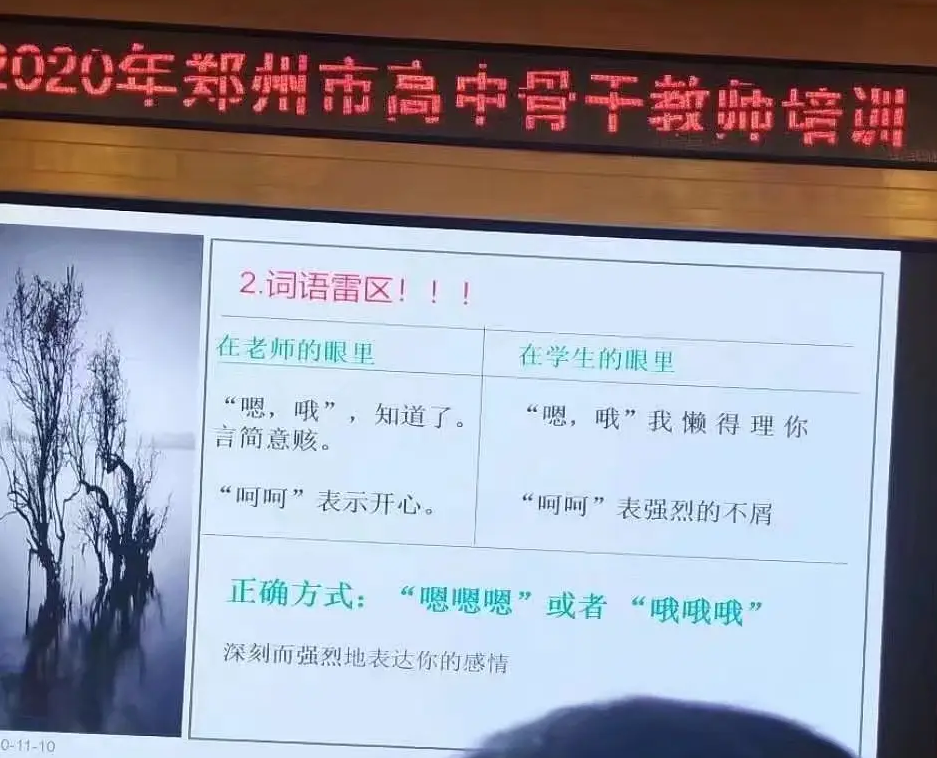 2020年郑州市高中骨干教师培训
2.词语雷区！！！
在老师的眼里
在学生的眼里
“嗯，哦”，知道了。
言简意赅。
“嗯，哦”我懒得理你
“呵呵”表示开心。
“呵呵”表强烈的不屑
正确方式：“嗯嗯嗯”或者“哦哦哦”
深刻而强烈地表达你的感情
0-11-10